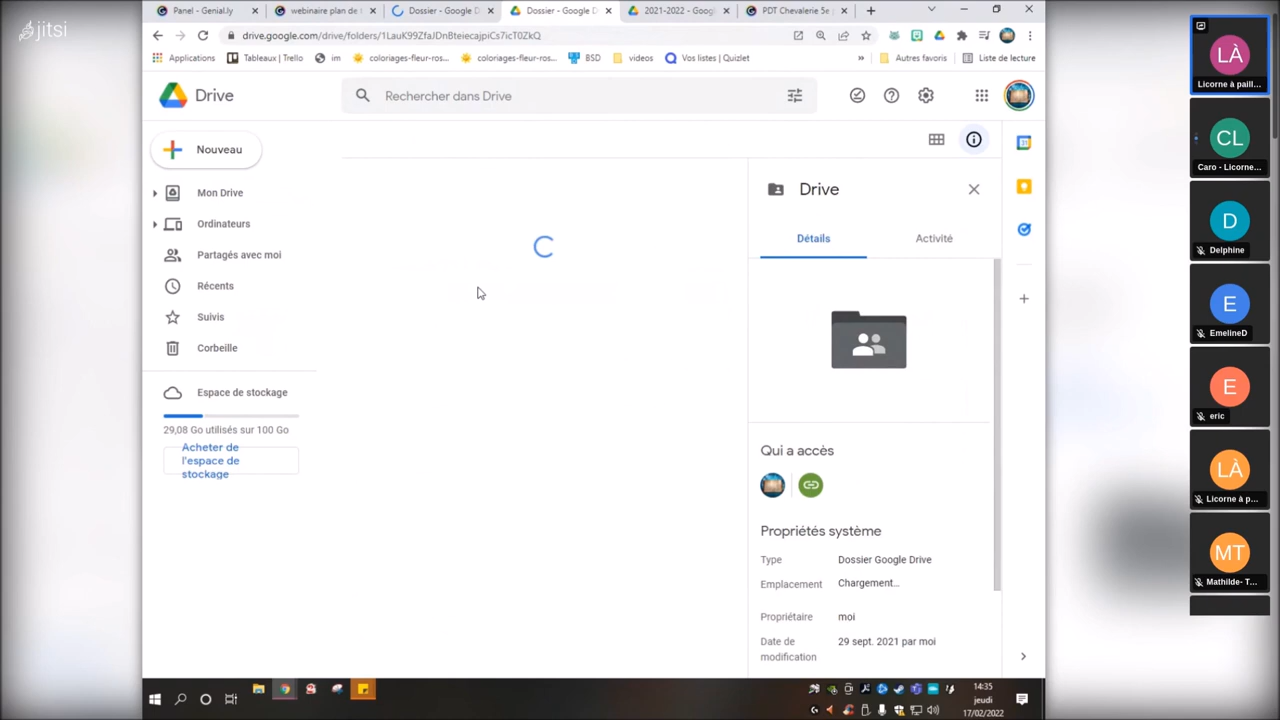 jitsi
Panel - Genial.ly
webinaire plan de
Dossier - Google D
Dossier - Google D
2021-2022 - Goog
PDT Chevalerie 5e
drive.google.com/drive/folders/1LauK99ZfaJDnBteiecajpiCs7icT0ZkQ
Applications
Tableaux | Trello
im
coloriages-fleur-ros...
coloriages-fleur-ros...
BSD
videos
Vos listes | Quizlet
»
Autres favoris
Liste de lecture
Drive
Rechercher dans Drive
Nouveau
Mon Drive
Ordinateurs
Partagés avec moi
Récents
Suivis
Corbeille
Espace de stockage
29,08 Go utilisés sur 100 Go
Acheter de
l'espace de
stockage
Drive
Détails
Activité
Qui a accès
Propriétés système
Type
Dossier Google Drive
Emplacement
Chargement...
Propriétaire
moi
Date de
modification
29 sept. 2021 par moi
14:35
jeudi
17/02/2022
LÀ
Licorne à paill...
CL
Caro - Licorne...
D
Delphine
E
EmelineD
E
eric
LÀ
Licorne à p...
MT
Mathilde- T...